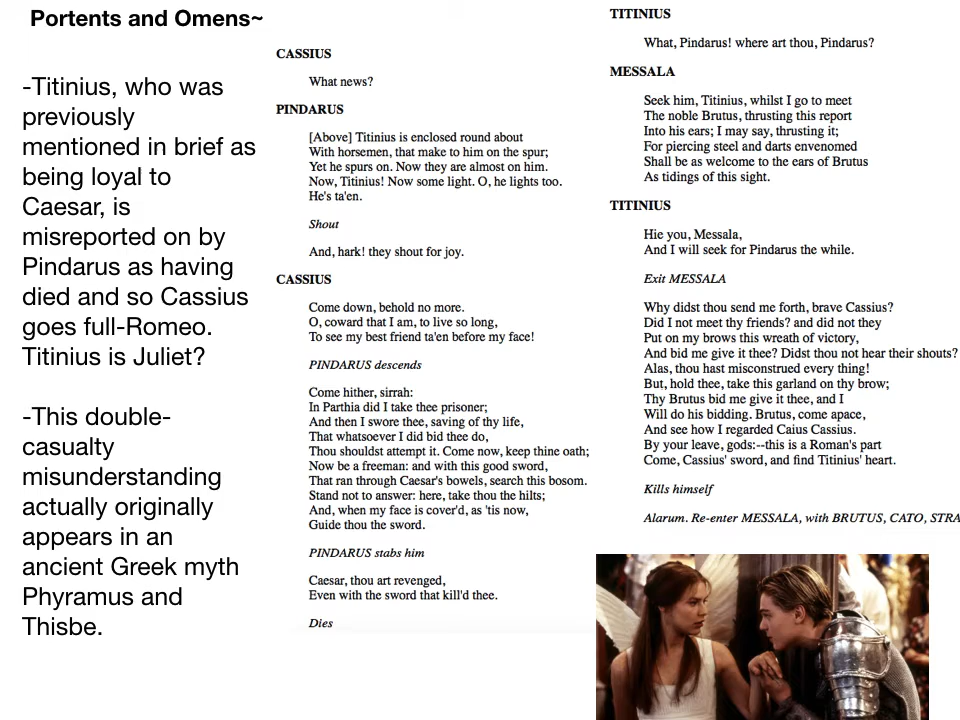 Portents and Omens~
-Titinius, who was
previously
mentioned in brief as
being loyal to
Caesar, is
misreported on by
Pindarus as having
died and so Cassius
goes full-Romeo.
Titinius is Juliet?
-This double-
casualty
misunderstanding
actually originally
appears in an
ancient Greek myth
Phyramus and
Thisbe.
CASSIUS
What news?
PINDARUS
[Above] Titinius is enclosed round about
With horsemen, that make to him on the spur;
Yet he spurs on. Now they are almost on him.
Now, Titinius! Now some light. O, he lights too.
He's ta'en.
Shout
And, hark! they shout for joy.
CASSIUS
Come down, behold no more.
O, coward that I am, to live so long,
To see my best friend ta'en before my face!
PINDARUS descends
Come hither, sirrah:
In Parthia did I take thee prisoner;
And then I swore thee, saving of thy life,
That whatsoever I did bid thee do,
Thou shouldst attempt it. Come now, keep thine oath;
Now be a freeman: and with this good sword,
That ran through Caesar's bowels, search this bosom.
Stand not to answer: here, take thou the hilts;
And, when my face is cover'd, as 'tis now,
Guide thou the sword.
PINDARUS stabs him
Caesar, thou art revenged,
Even with the sword that kill'd thee.
Dies
TITINIUS
What, Pindarus! where art thou, Pindarus?
MESSALA
Seek him, Titinius, whilst I go to meet
The noble Brutus, thrusting this report
Into his ears; I may say, thrusting it;
For piercing steel and darts envenomed
Shall be as welcome to the ears of Brutus
As tidings of this sight.
TITINIUS
Hie you, Messala,
And I will seek for Pindarus the while.
Exit MESSALA
Why didst thou send me forth, brave Cassius?
Did I not meet thy friends? and did not they
Put on my brows this wreath of victory,
And bid me give it thee? Didst thou not hear their shouts?
Alas, thou hast misconstrued every thing!
But, hold thee, take this garland on thy brow;
Thy Brutus bid me give it thee, and I
Will do his bidding. Brutus, come apace,
And see how I regarded Caius Cassius.
By your leave, gods:--this is a Roman's part
Come, Cassius' sword, and find Titinius' heart.
Kills himself
Alarum. Re-enter MESSALA, with BRUTUS, CATO, STRA